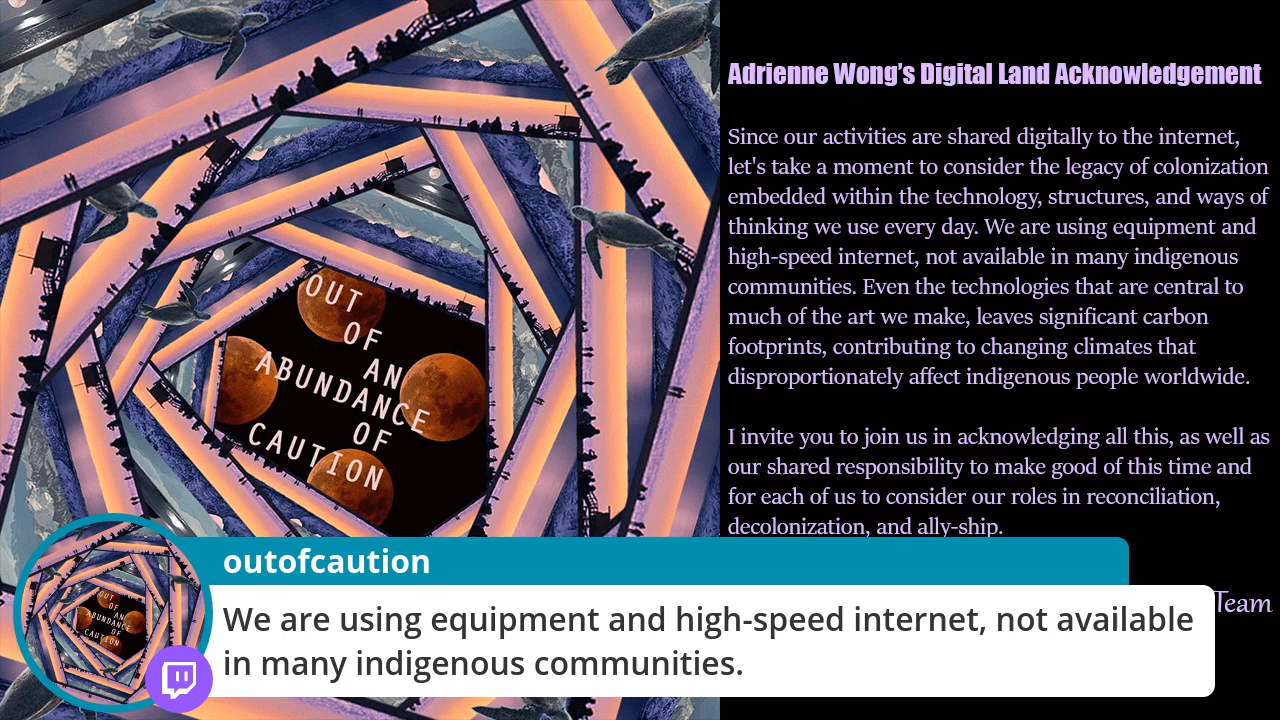 Adrienne Wong’s Digital Land Acknowledgement
Since our activities are shared digitally to the internet,
let's take a moment to consider the legacy of colonization
embedded within the technology, structures, and ways of
thinking we use every day. We are using equipment and
high-speed internet, not available in many indigenous
communities. Even the technologies that are central to
much of the art we make, leaves significant carbon
footprints, contributing to changing climates that
disproportionately affect indigenous people worldwide.
I invite you to join us in acknowledging all this, as well as
our shared responsibility to make good of this time and
for each of us to consider our roles in reconciliation,
decolonization, and ally-ship.
Team
OUT
OF
AN
ABUNDANCE
OF
CAUTION
outofcaution
We are using equipment and high-speed internet, not available
in many indigenous communities.
OUT
OF
AN
ABUNDANCE
OF
CAUTION